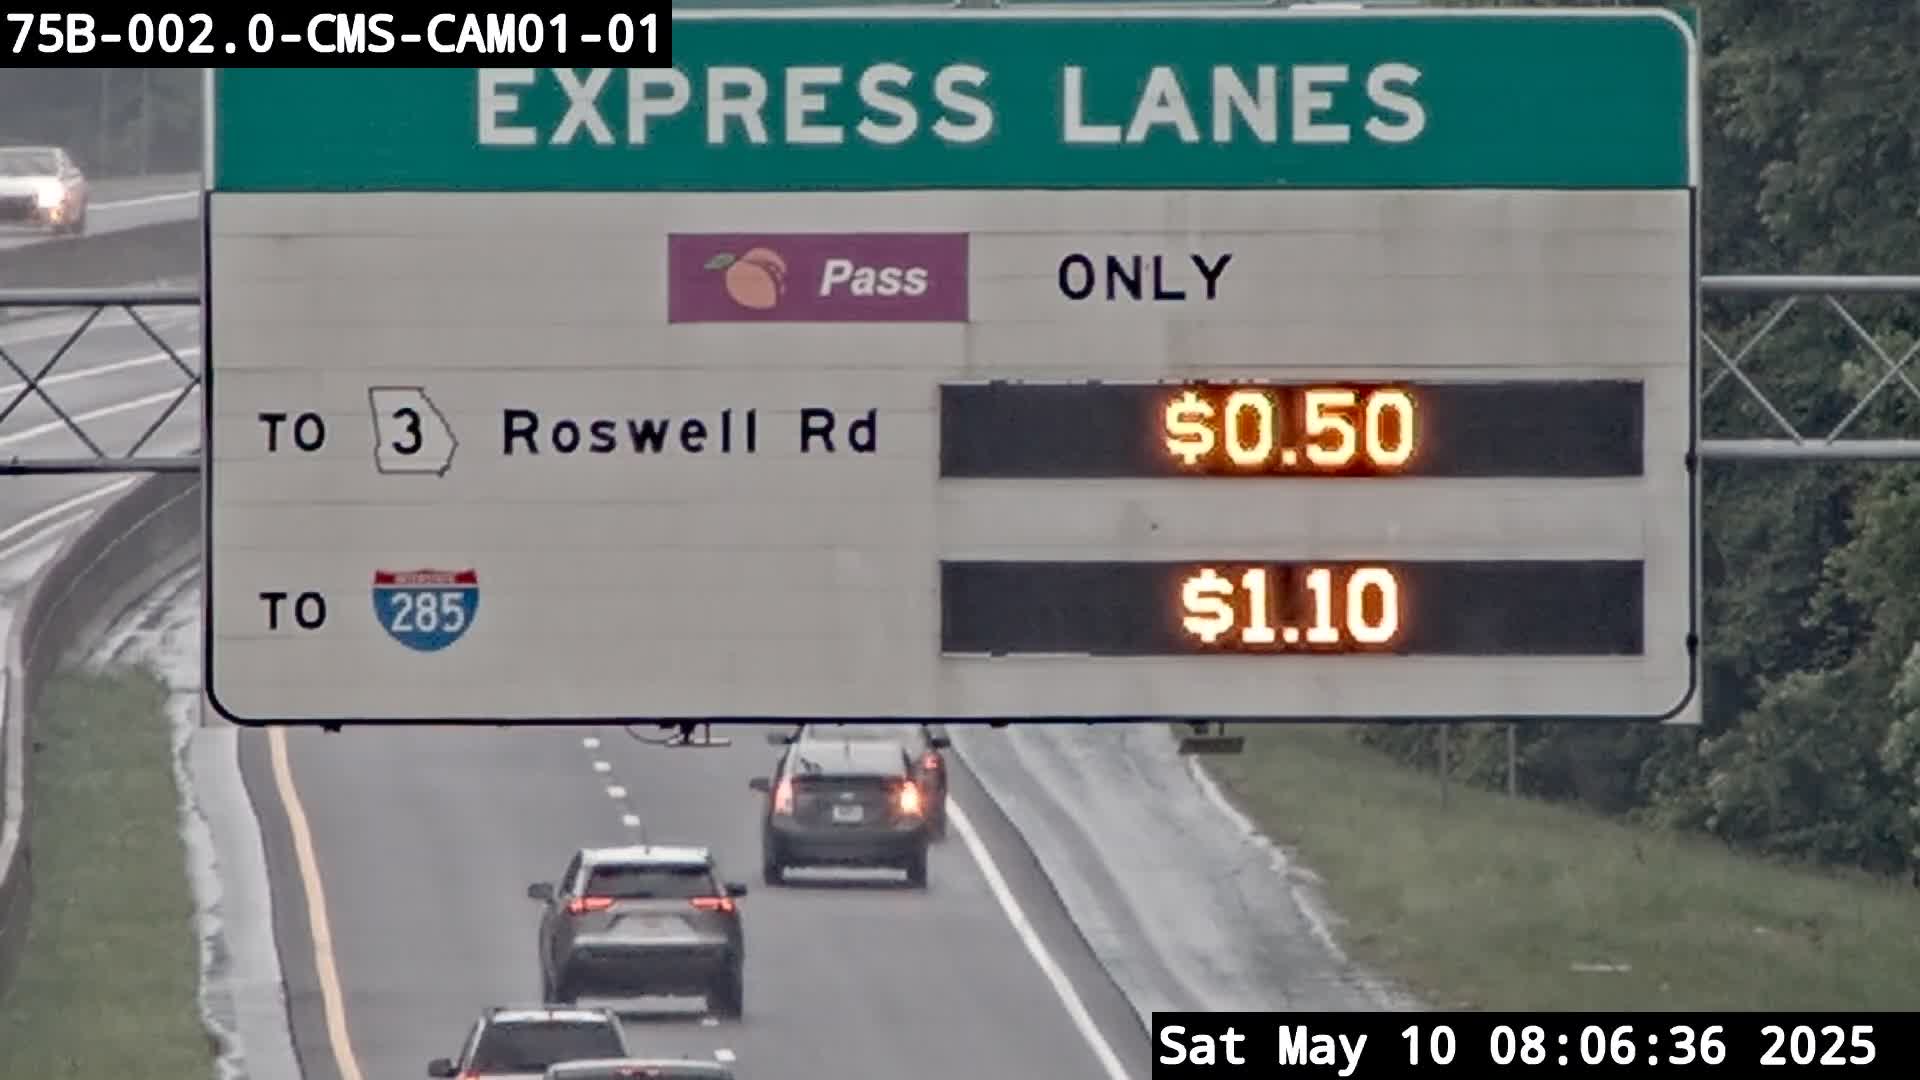 75B-002.0-CMS-CAM01-01
EXPRESS LANES
Pass ONLY
TO 3 Roswell Rd $0.50
TO 285 $1.10
Sat May 10 08:06:36 2025